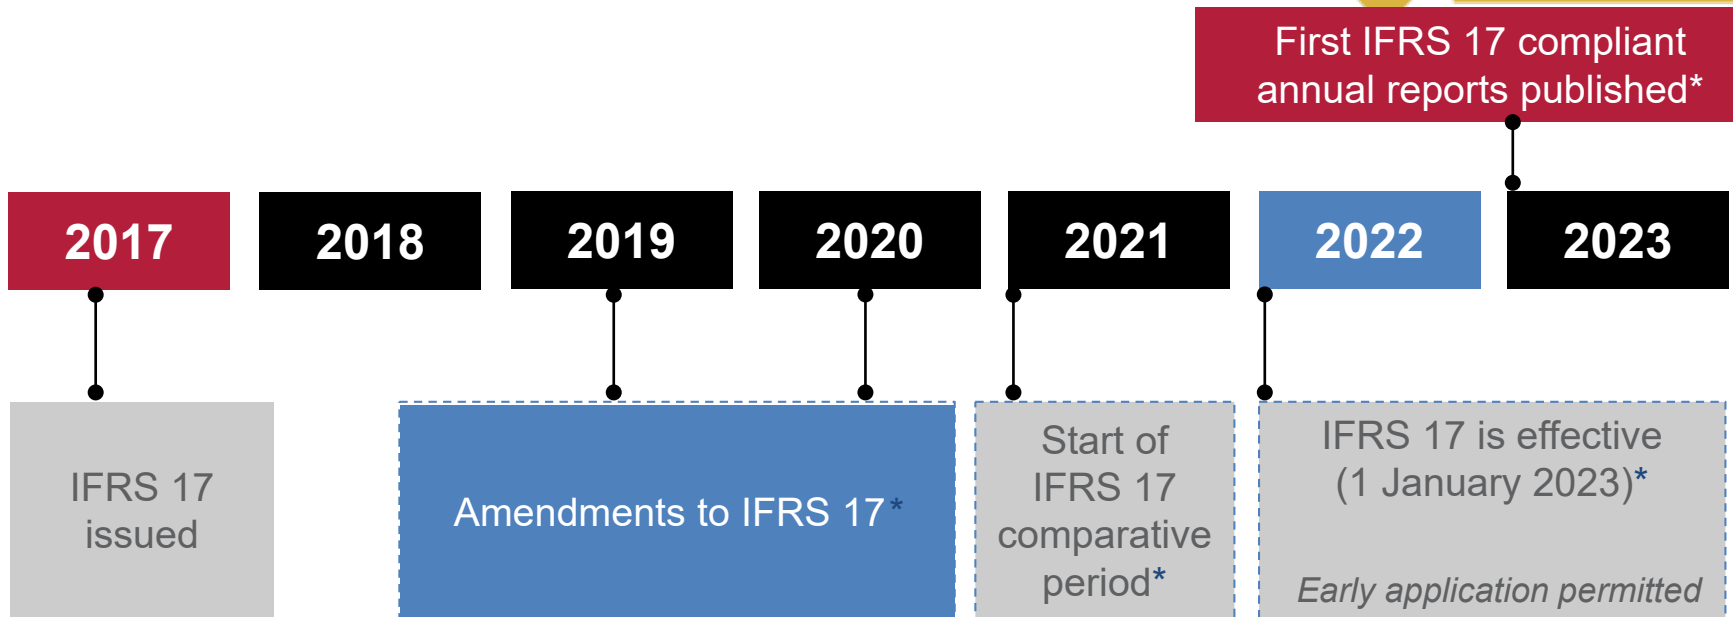 First IFRS 17 compliant
annual reports published*
2017
2018
2019
2020
2021
2022
2023
IFRS 17
issued
Amendments to IFRS 17*
Start of
IFRS 17
comparative
period*
IFRS 17 is effective
(1 January 2023)*
Early application permitted